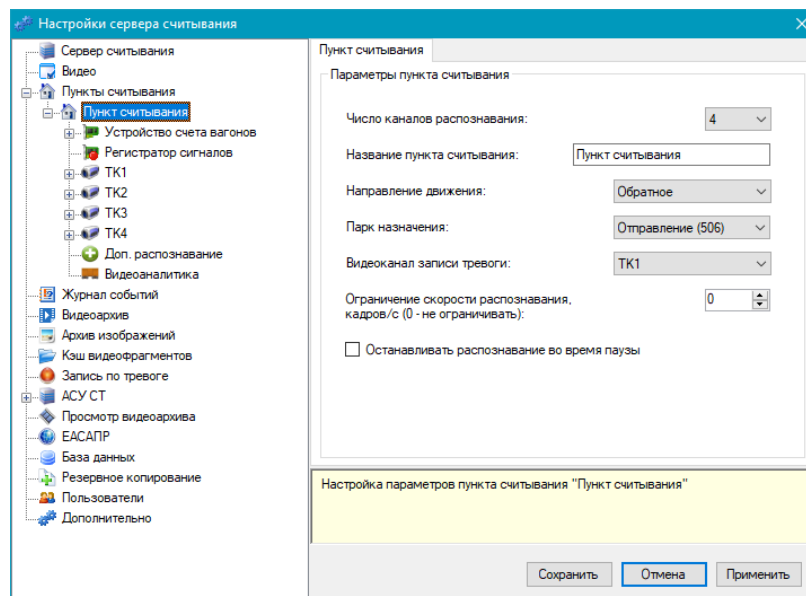 Настройки сервера считывания
Сервер считывания
Видео
Пункты считывания
Пункт считывания
Устройство счета вагонов
Регистратор сигналов
ТК1
ТК2
ТК3
ТК4
Доп. распознавание
Видеоаналитика
Журнал событий
Видеоархив
Архив изображений
Кэш видеофрагментов
Запись по тревоге
АСУ СТ
Просмотр видеоархива
ЕАСАПР
База данных
Резервное копирование
Пользователи
Дополнительно
Пункт считывания
Параметры пункта считывания
Число каналов распознавания: 4
Название пункта считывания: Пункт считывания
Направление движения: Обратное
Парк назначения: Отправление (506)
Видеоканал записи тревоги: ТК1
Ограничение скорости распознавания, 0
кадров/с (0 - не ограничивать):
Останавливать распознавание во время паузы
Настройка параметров пункта считывания "Пункт считывания"
Сохранить Отмена Применить